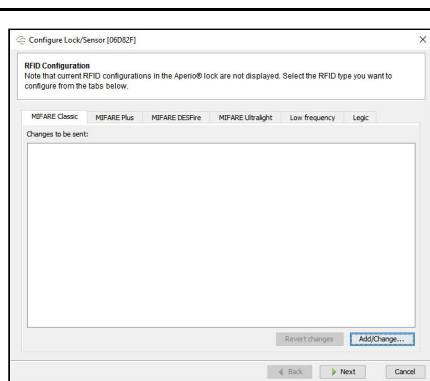 Configure Lock/Sensor [06D82F]
RFID Configuration
Note that current RFID configurations in the Aperio® lock are not displayed. Select the RFID type you want to
configure from the tabs below.
MIFARE Classic MIFARE Plus MIFARE DESFire MIFARE Ultralight Low frequency Legic
Changes to be sent:
Revert changes Add/Change...
Back Next Cancel